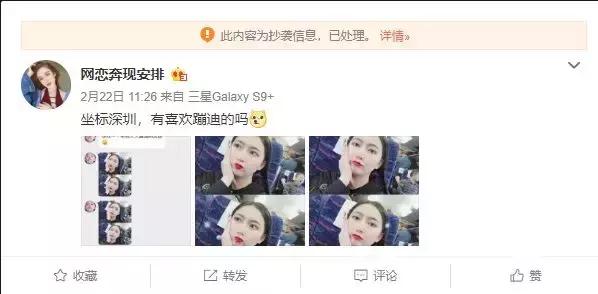 此内容为抄袭信息，已处理。 详情»
网恋奔现安排
2月22日 11:26 来自 三星Galaxy S9+
坐标深圳，有喜欢蹦迪的吗
收藏
转发
评论
赞